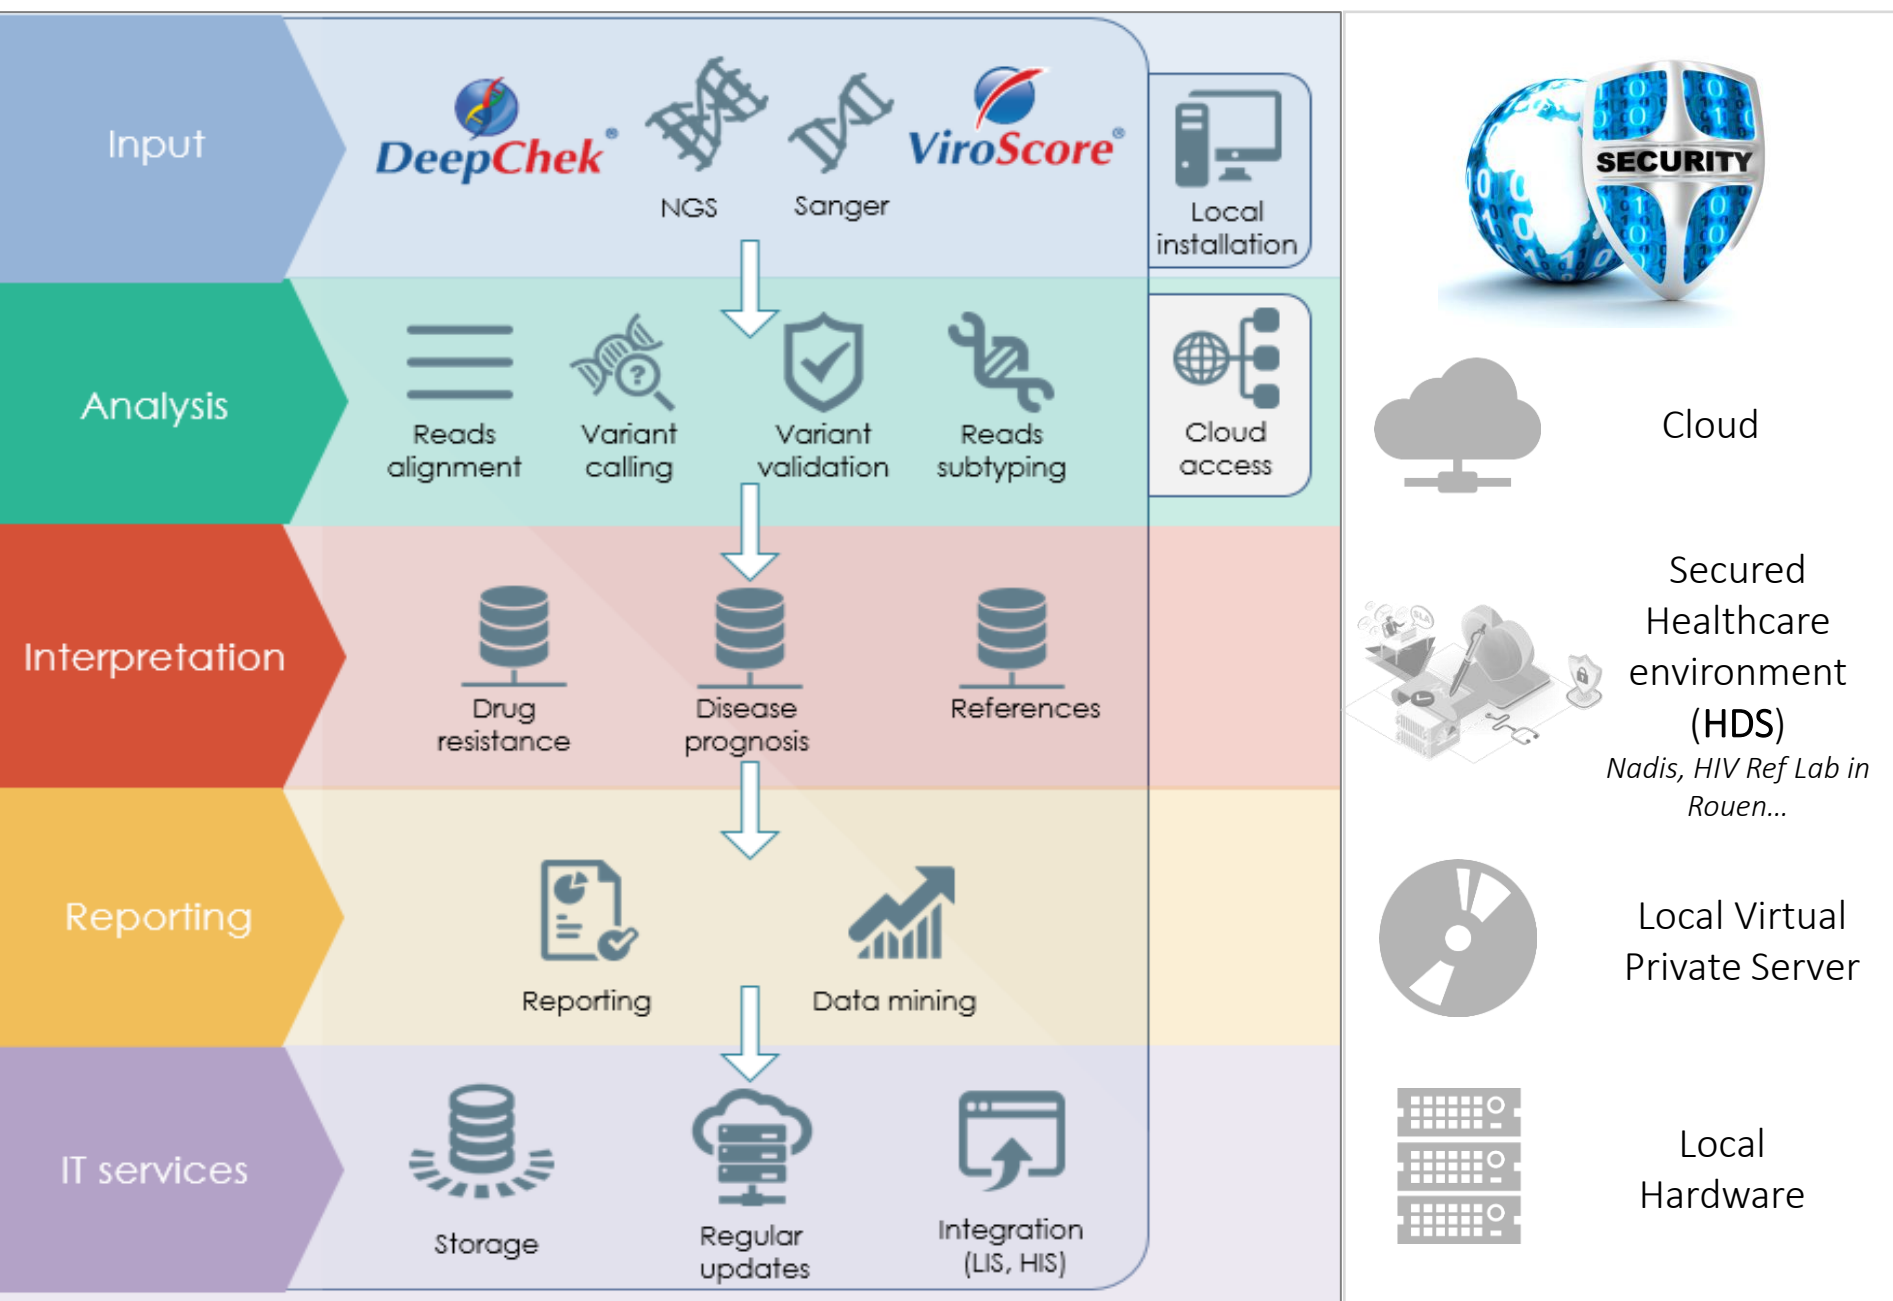 Input
DeepChek®
NGS
Sanger
ViroScore®
Local
installation
SECURITY
Analysis
Reads
alignment
Variant
calling
Variant
validation
Reads
subtyping
Cloud
access
Cloud
Interpretation
Drug
resistance
Disease
prognosis
References
SLA
Secured
Healthcare
environment
(HDS)
Nadis, HIV Ref Lab in
Rouen...
Reporting
Reporting
Data mining
Local Virtual
Private Server
IT services
Storage
Regular
updates
Integration
(LIS, HIS)
Local
Hardware